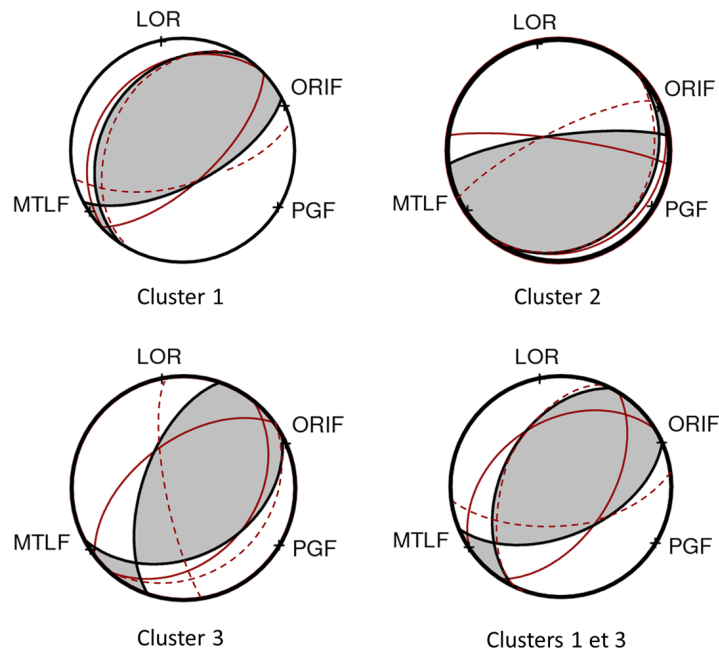 LOR
ORIF
MTLF
PGF
Cluster 1
LOR
ORIF
MTLF
PGF
Cluster 2
LOR
ORIF
MTLF
PGF
Cluster 3
LOR
ORIF
MTLF
PGF
Clusters 1 et 3